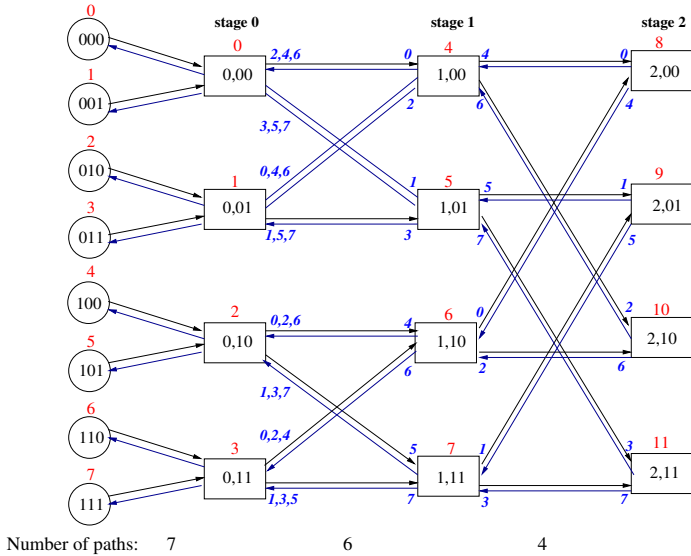 stage 0 stage 1 stage 2
0 0 4 8
000 0,00 2,4,6 0 1,00 4 0 2,00
1 2 6 4
001 3,5,7
2 0,4,6
010 1 1 5 5 1 9
0,01 1,01 2,01
3 1,5,7 3 7 5
011
4
100 2 0,2,6 4 6 0 2 10
0,10 1,10 2,10
5 6 2 6
101 1,3,7
6 0,2,4
110 3 5 7 1 3 11
0,11 1,11 2,11
7 1,3,5 7 3 7
111
Number of paths: 7 6 4